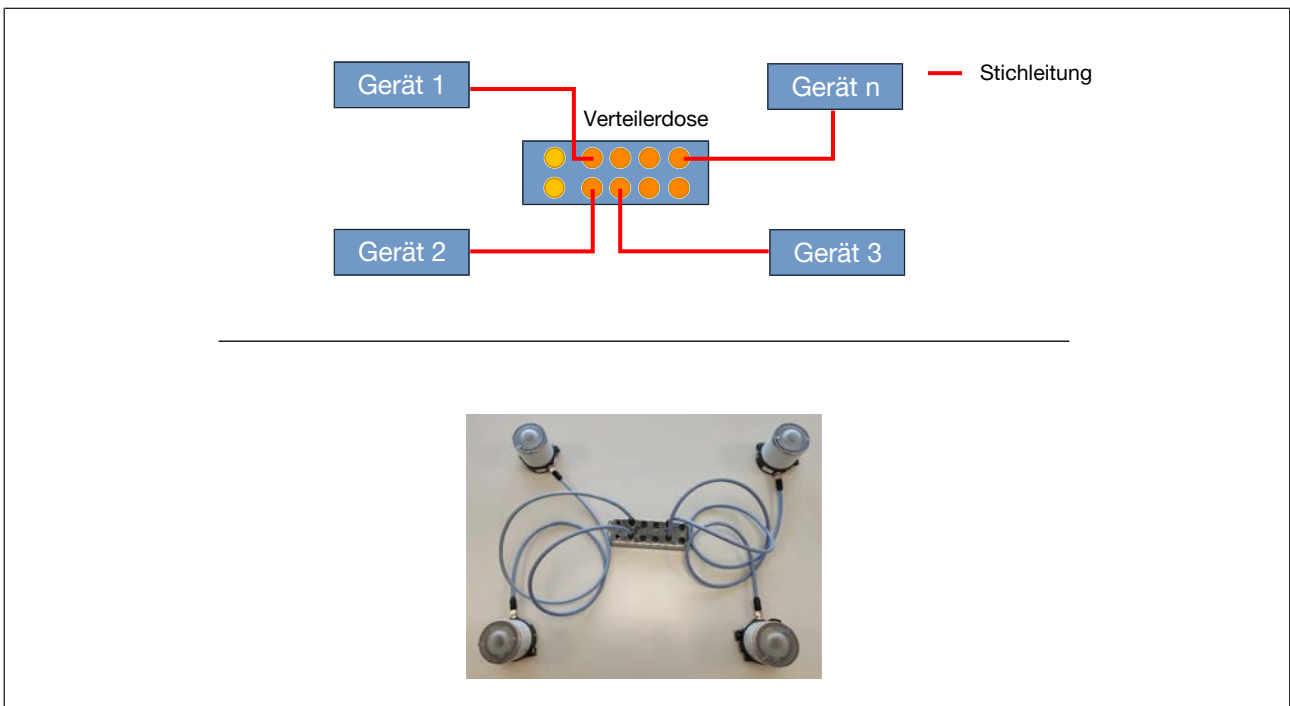 Gerät 1
Gerät n
Stichleitung
Verteilerdose
Gerät 2
Gerät 3